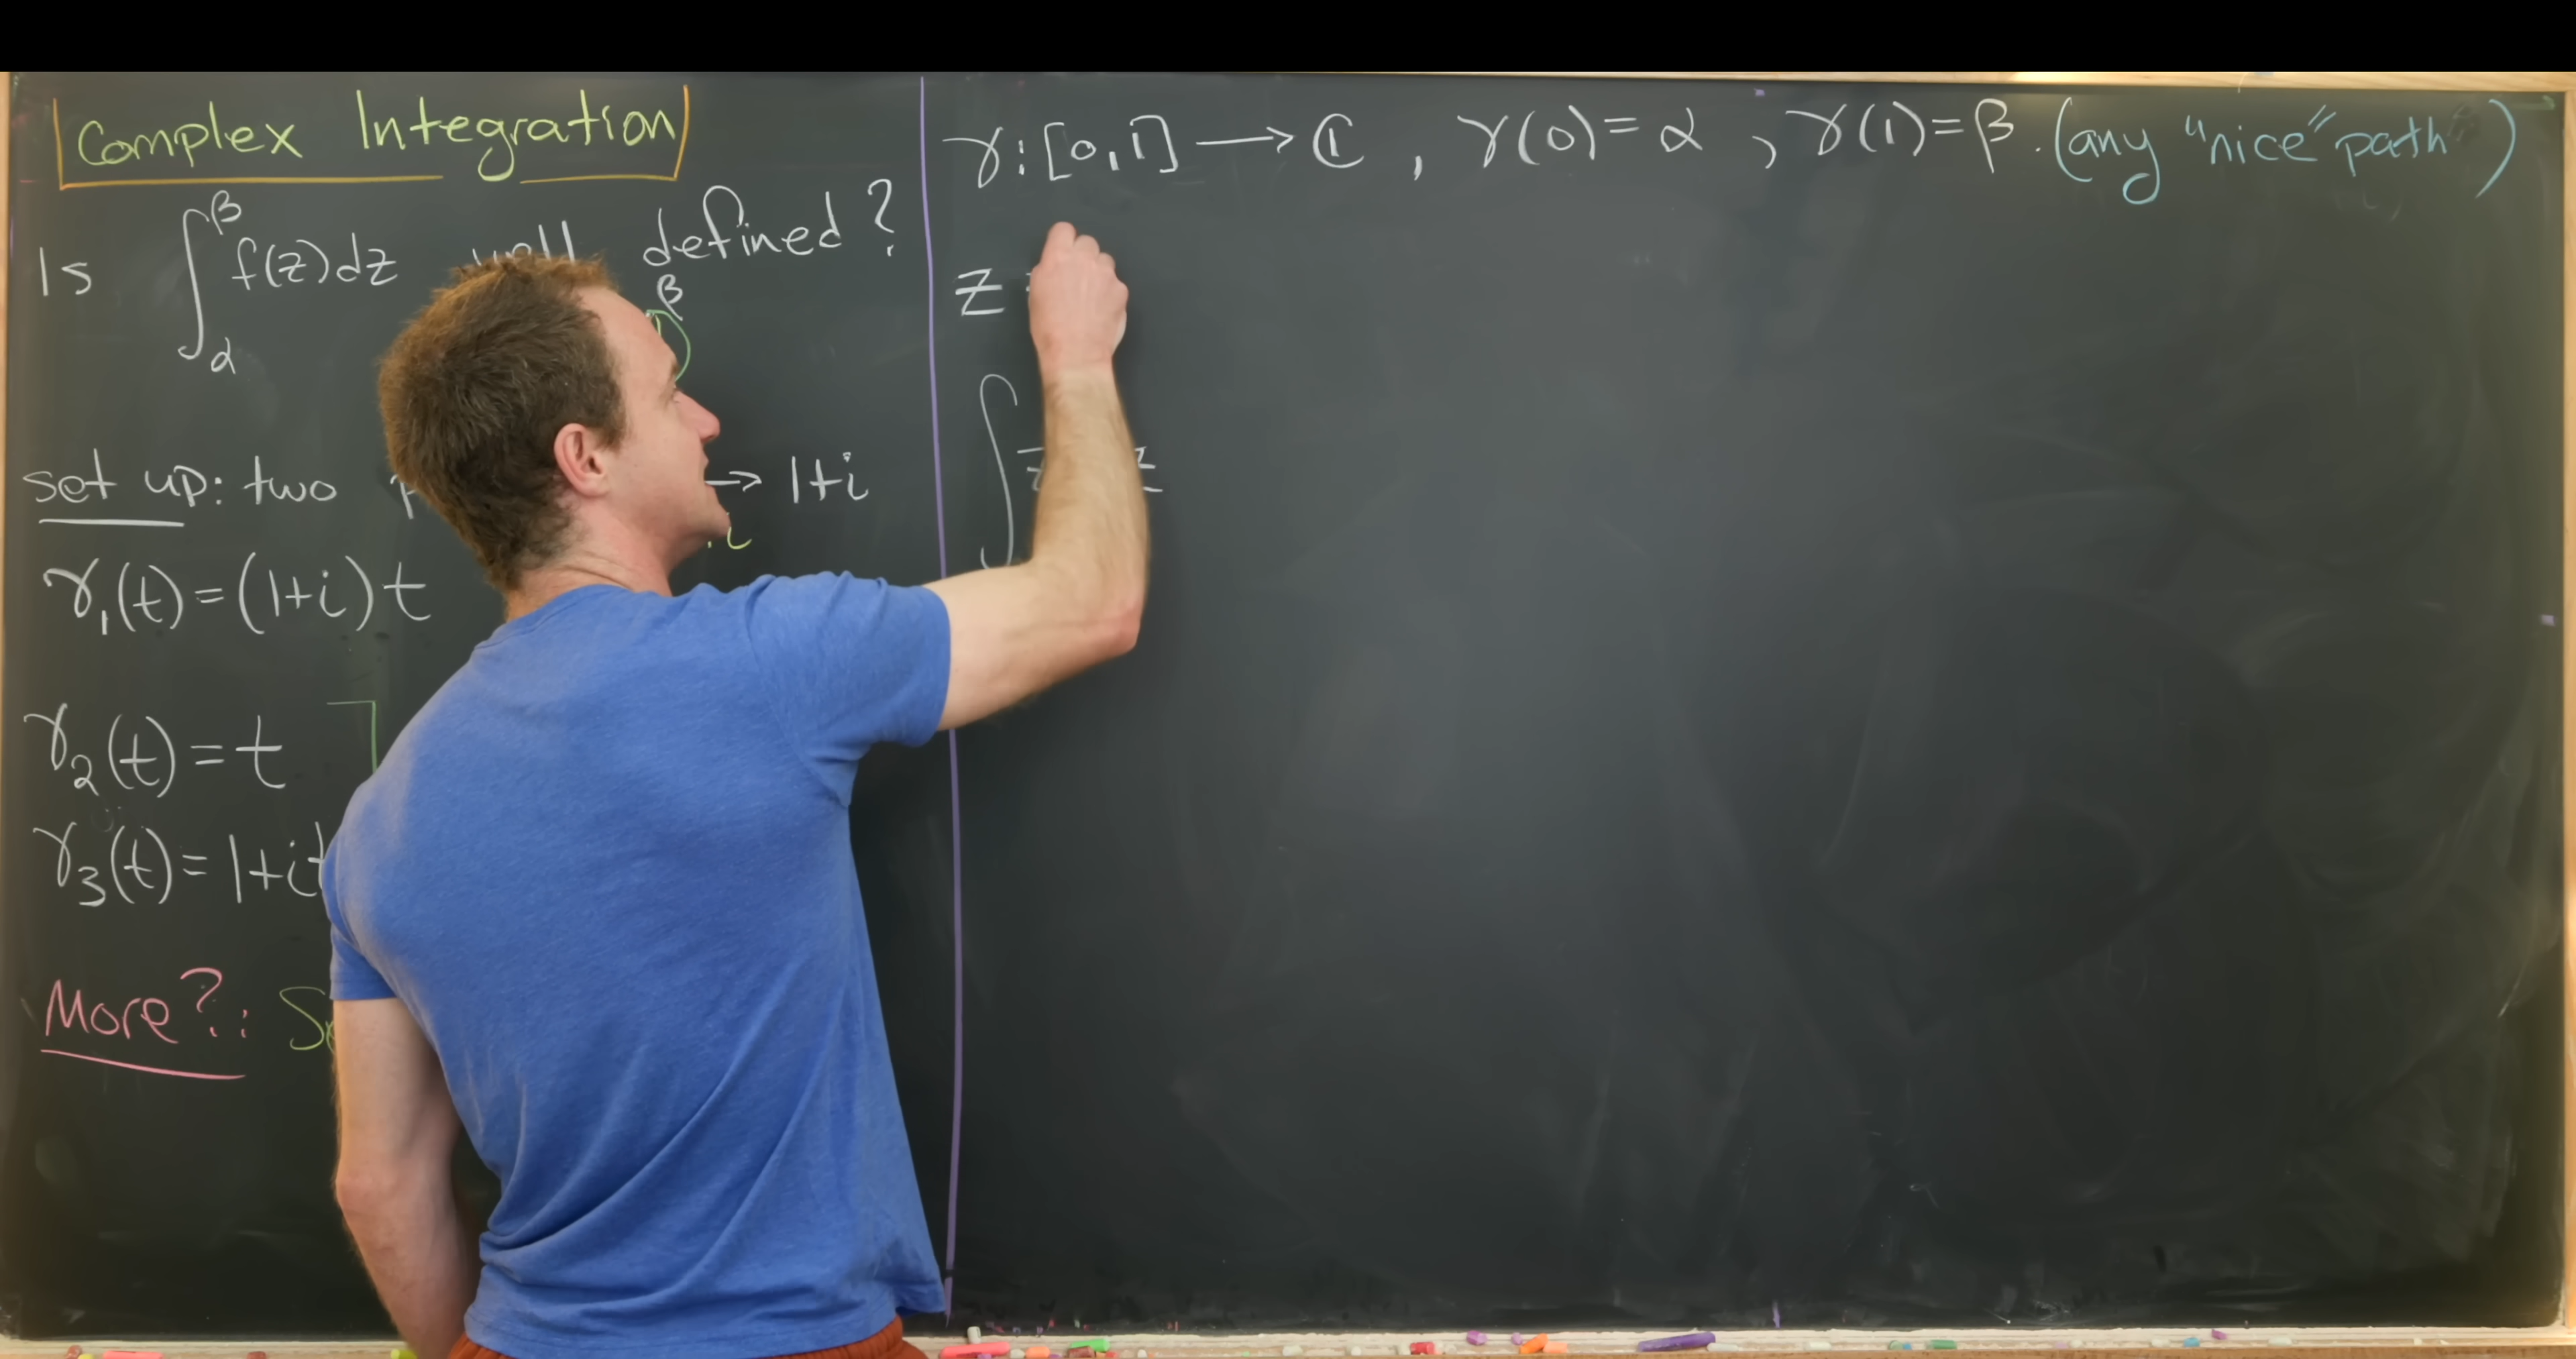 Complex Integration
Is ∫_α^β f(z)dz defined?
β
set up: two → 1+i
i
γ₁(t)=(1+i)t
γ₂(t)=t
γ₃(t)=1+it
More?:
γ:[0,1]→ℂ, γ(0)=α, γ(1)=β. (any "nice" path)
z
∫